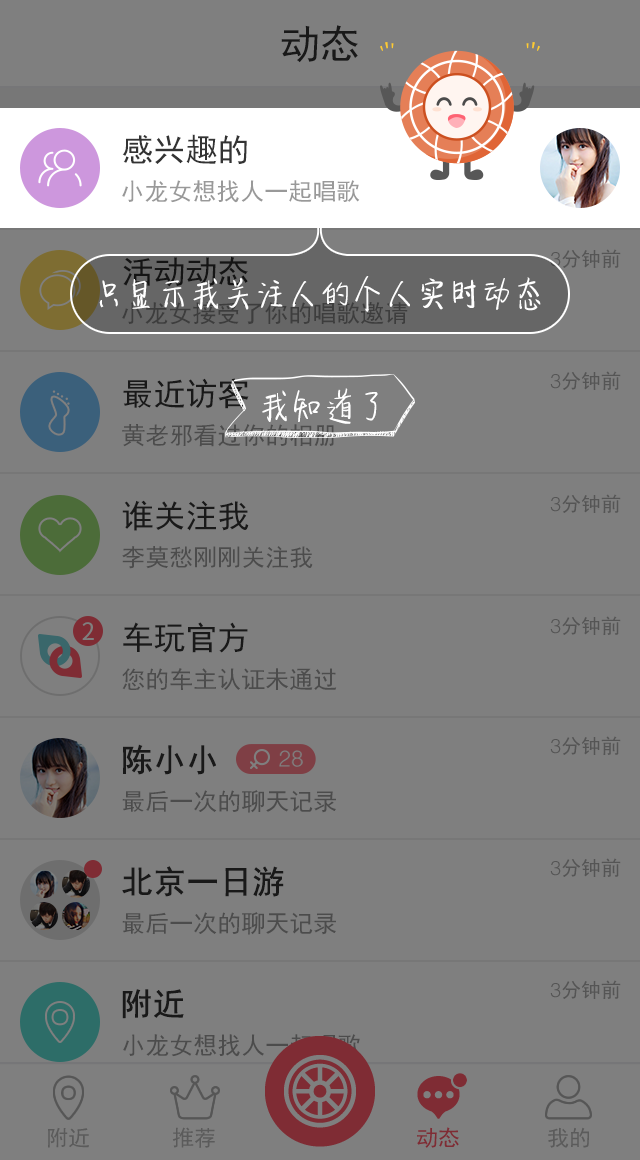 动态
感兴趣的
小龙女想找人一起唱歌
活动动态
3分钟前
小龙女接受了你的唱歌邀请
只显示我关注人的个人实时动态
最近访客
3分钟前
黄老邪看过你的相册
我知道了
谁关注我
3分钟前
李莫愁刚刚关注我
2
车玩官方
3分钟前
您的车主认证未通过
陈小小
28
3分钟前
最后一次的聊天记录
北京一日游
3分钟前
最后一次的聊天记录
附近
3分钟前
小龙女想找人一起唱歌
附近
推荐
动态
我的